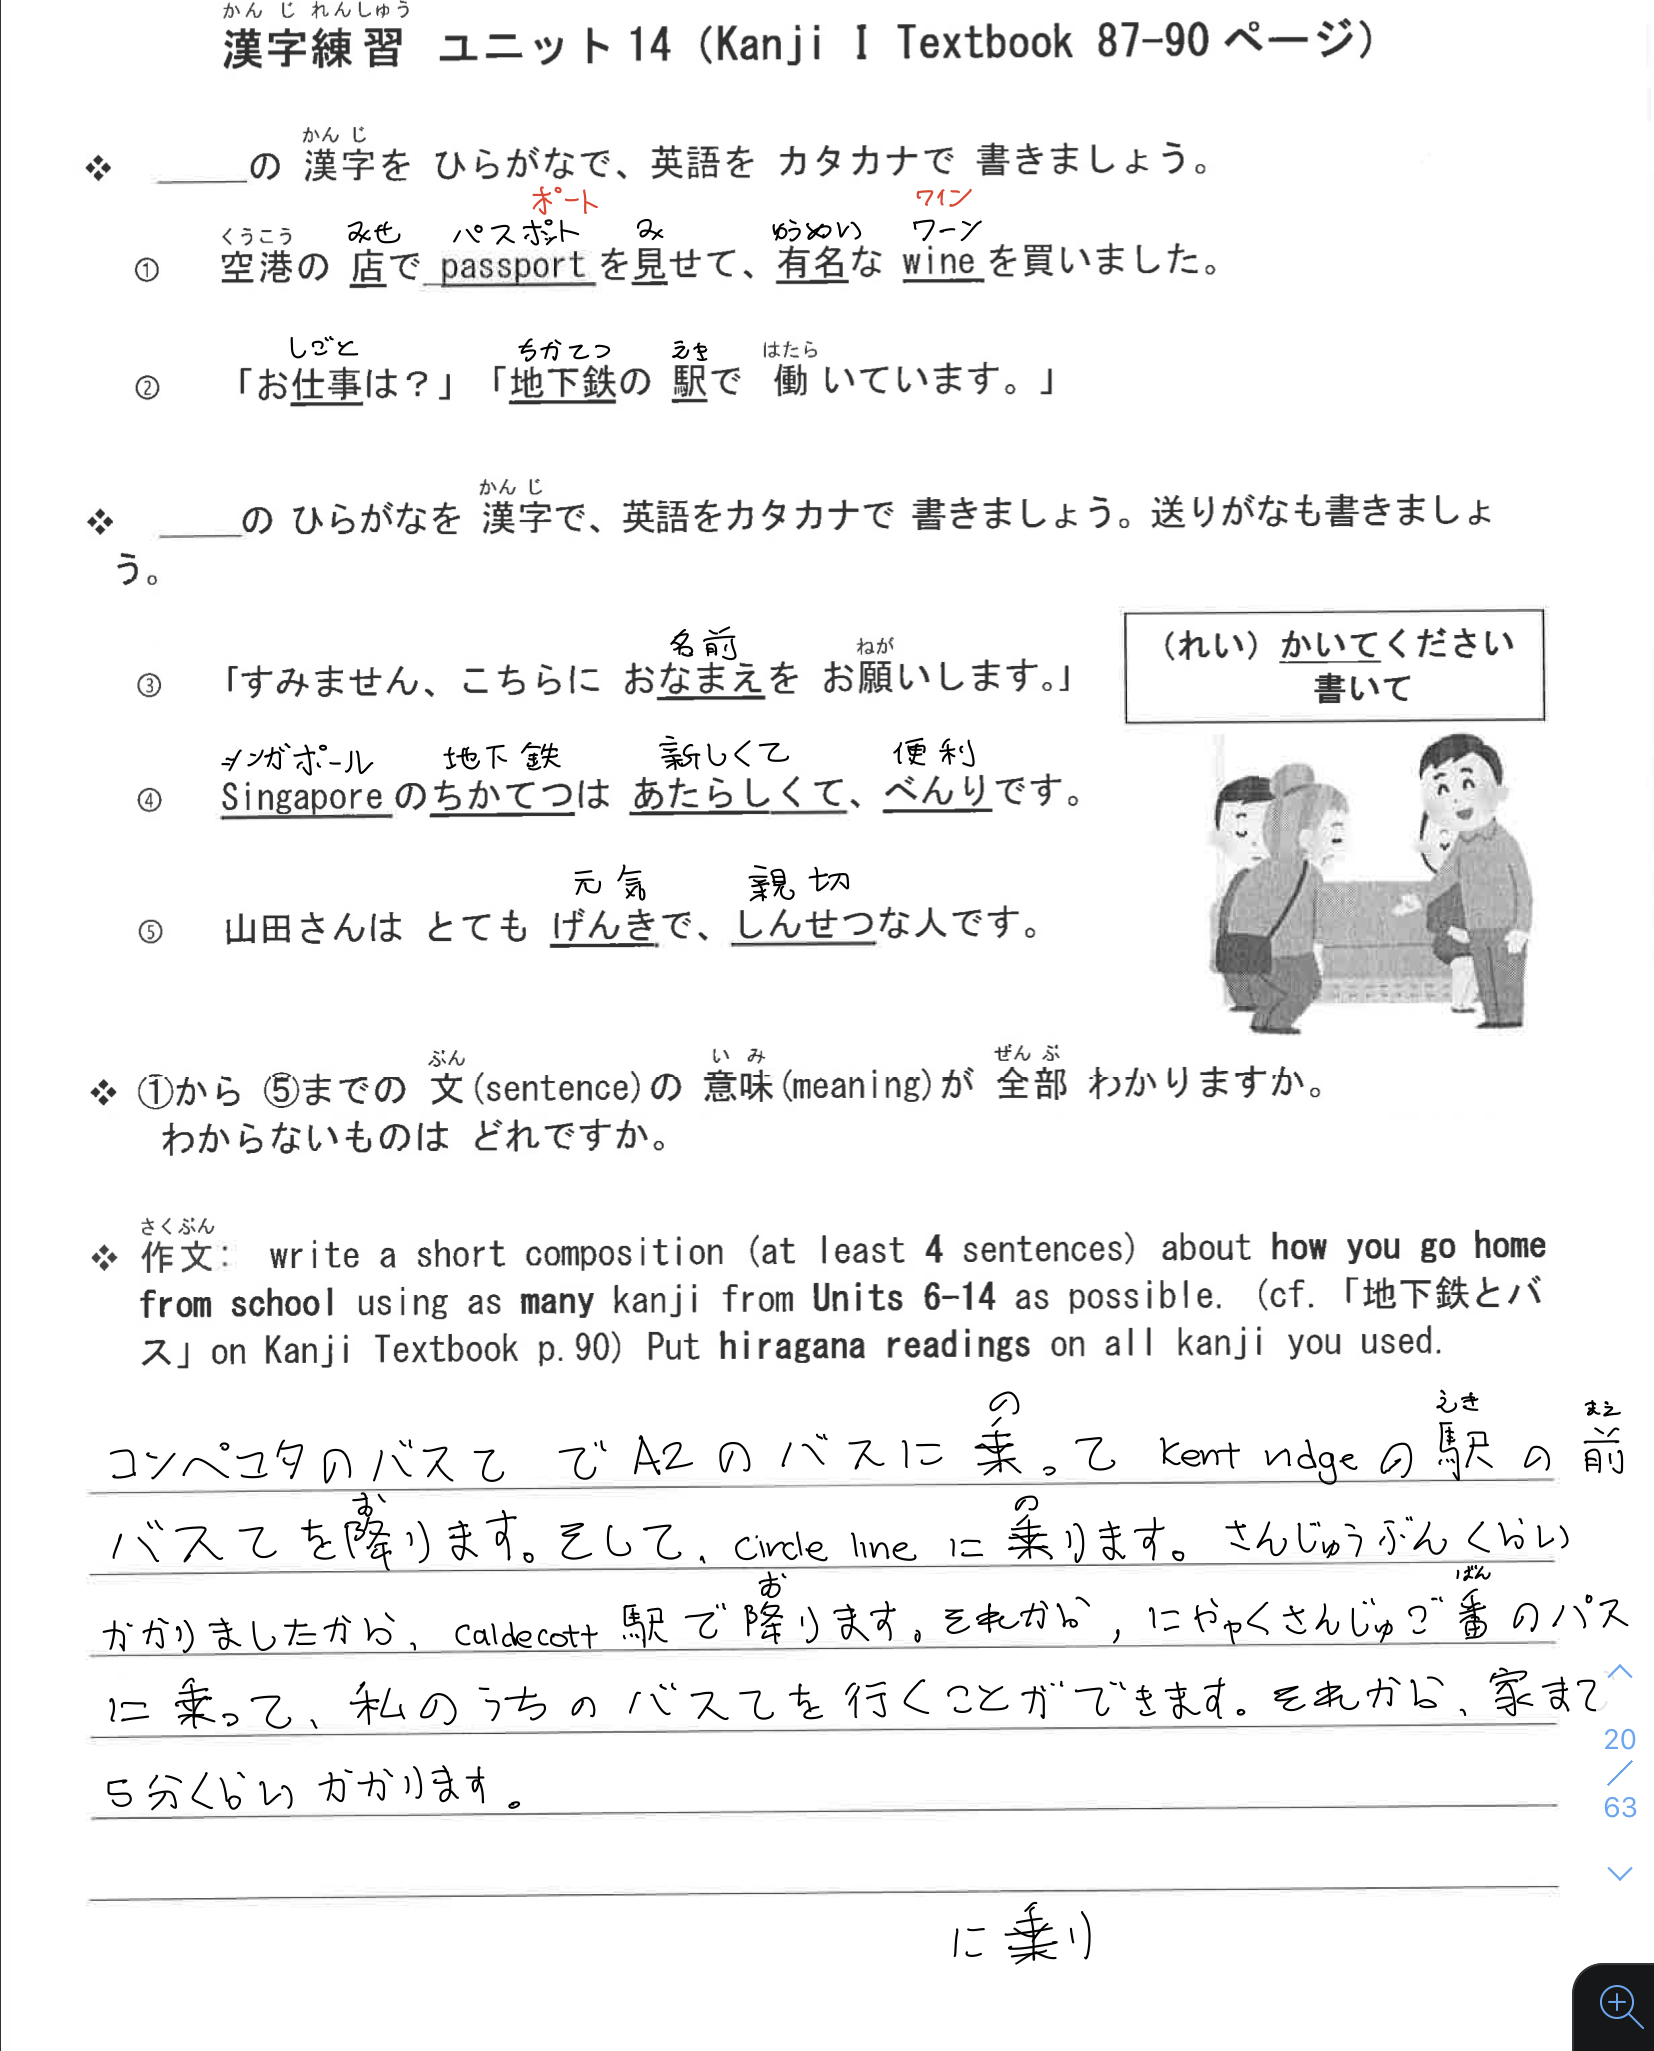 かん じ れんしゅう
漢字練習 ユニット 14 (Kanji I Textbook 87-90 ページ)
かん じ
❖ ＿＿＿の 漢字を ひらがなで、英語を カタカナで 書きましょう。
ポート ワイン
くうこう みせ パスポット み ゆうめい ワーン
① 空港の 店で passport を見せて、有名な wine を買いました。
しごと ちかてつ えき はたら
② 「お仕事は？」「地下鉄の 駅で 働 いています。」
かん じ
❖ ＿＿＿の ひらがなを 漢字で、英語をカタカナで 書きましょう。送りがなも書きましょ
う。
名前 ねが
③ 「すみません、こちらに おなまえを お願いします。」
(れい) かいてください
書いて
シンガポール 地下鉄 新しくて 便利
④ Singapore のちかてつは あたらしくて、べんりです。
元気 親切
⑤ 山田さんは とても げんきで、しんせつな人です。
ぶん い み ぜん ぶ
❖ ①から ⑤までの 文(sentence)の 意味(meaning)が 全部 わかりますか。
わからないものは どれですか。
さくぶん
❖ 作文： write a short composition (at least 4 sentences) about how you go home
from school using as many kanji from Units 6-14 as possible. (cf. 「地下鉄とバ
ス」on Kanji Textbook p.90) Put hiragana readings on all kanji you used.
の えき まえ
コンペユタのバスて で A2 のバスに 乗って Kent ridge の駅の前
お の
バスてを降ります。そして、circle line に乗ります。さんじゅうぶんくらい
お ばん
かかりましたから、caldecott 駅で降ります。それから、にやゃくさんじゅご番のバス
に乗って、私のうちのバスてを行くことができます。それから、家まで
5分くらいかかります。
に乗り
20
/
63